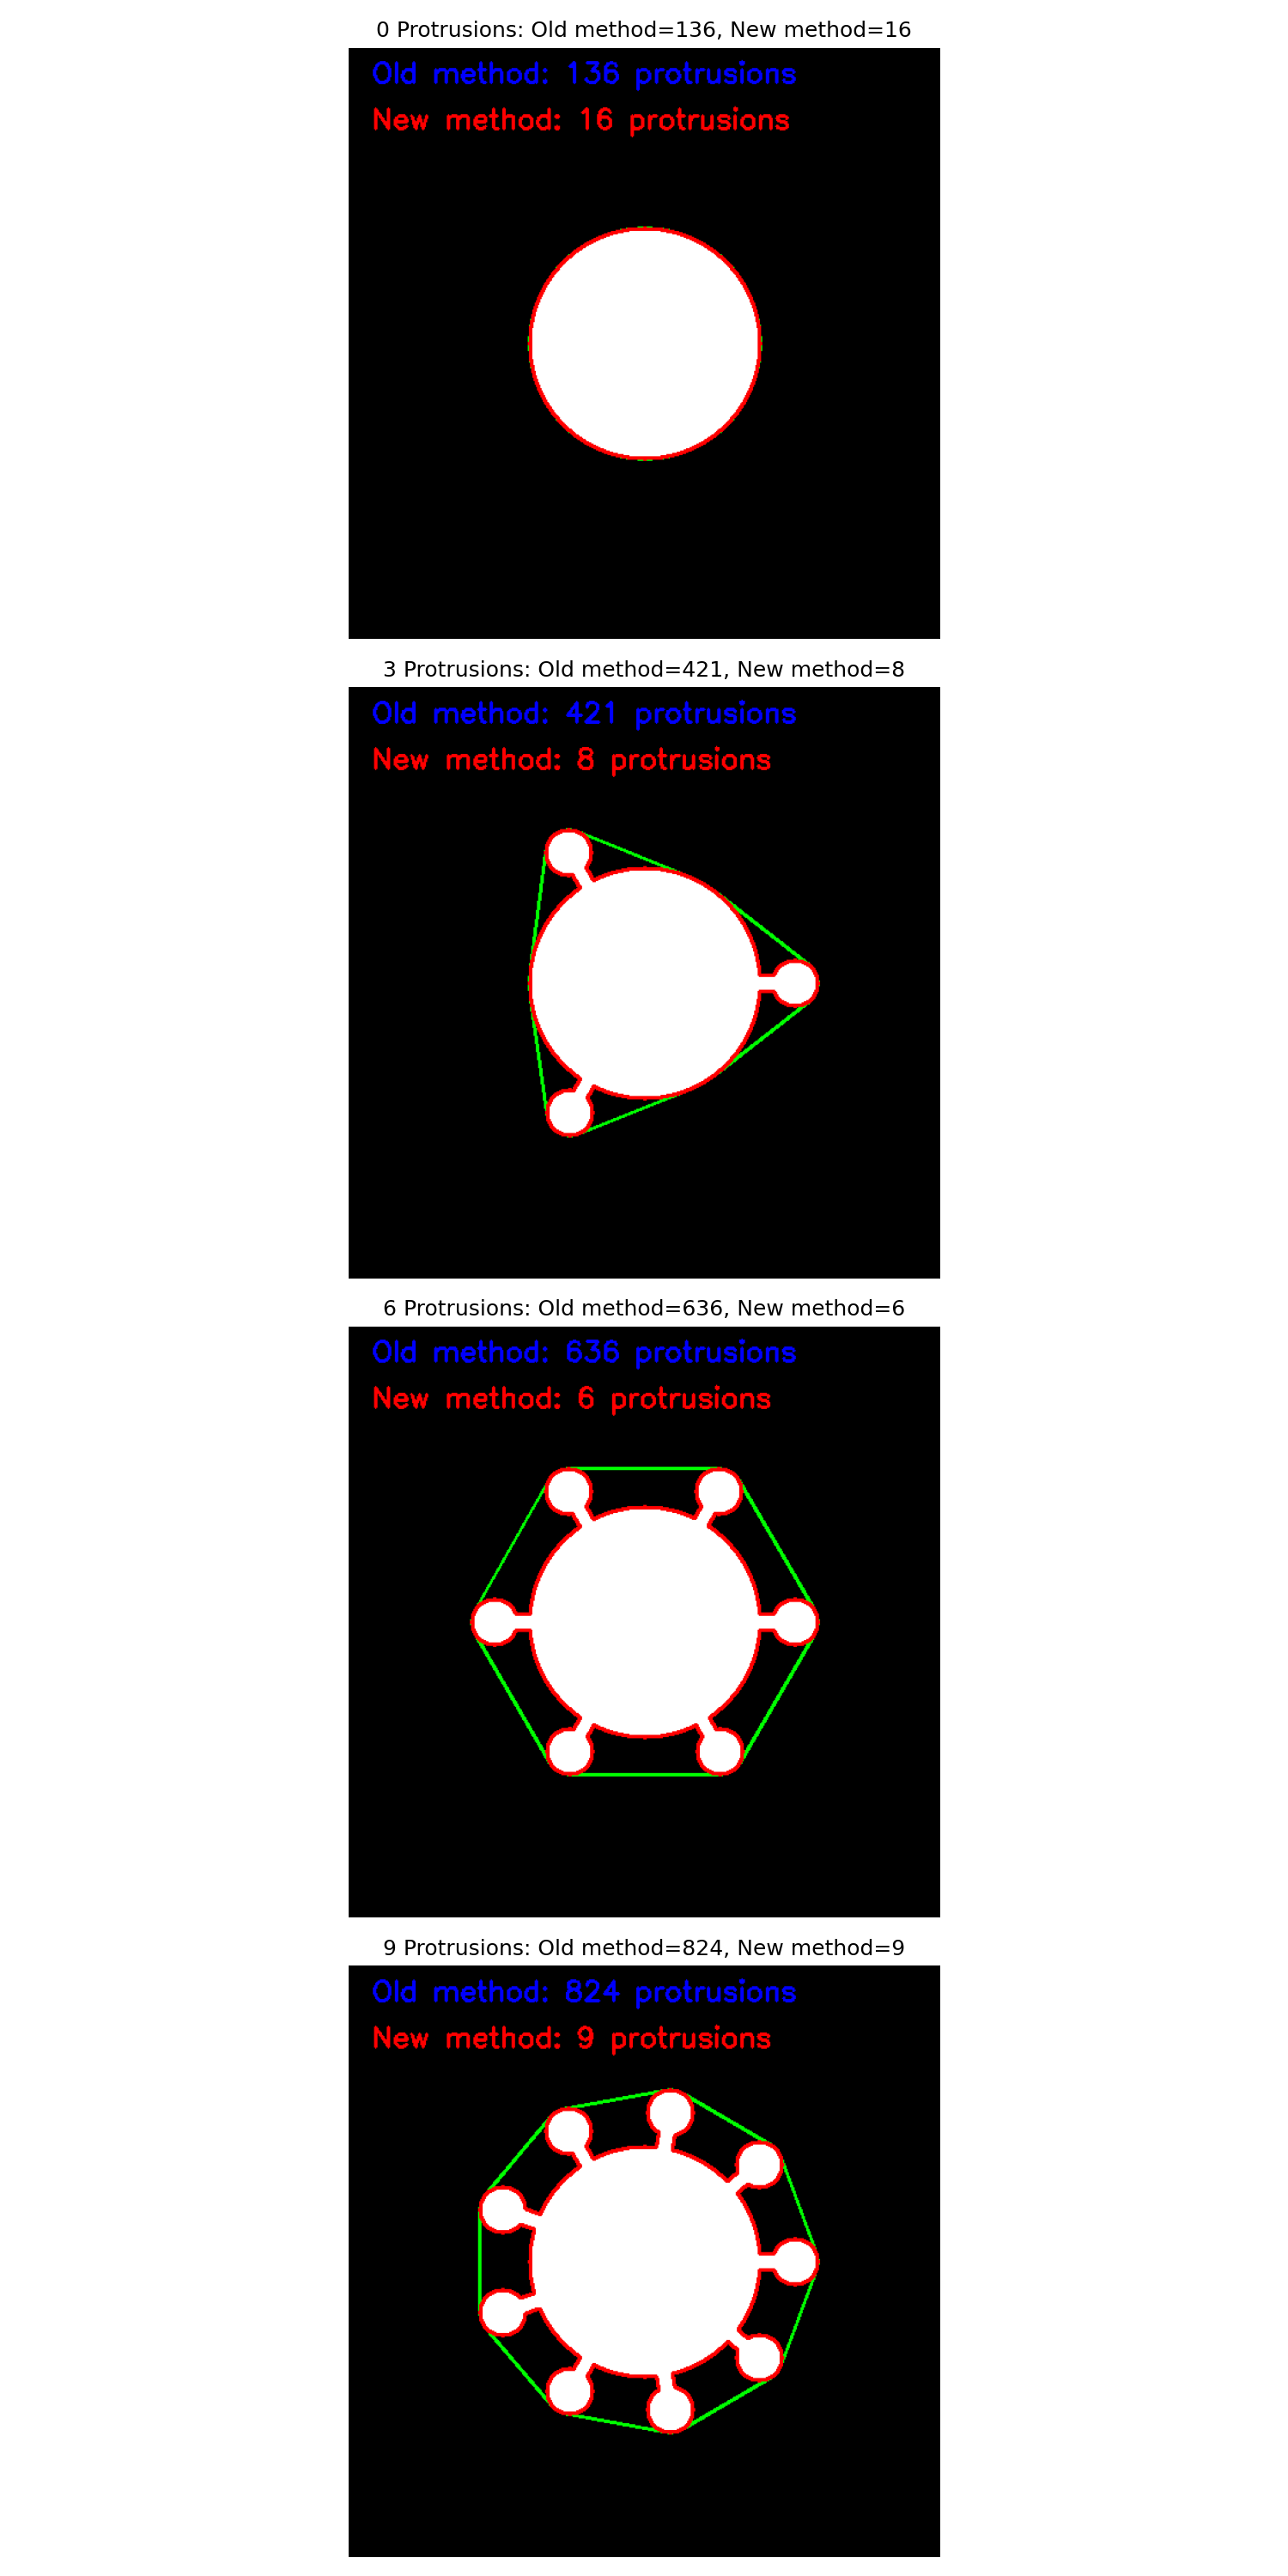 0 Protrusions: Old method=136, New method=16
Old method: 136 protrusions
New method: 16 protrusions
3 Protrusions: Old method=421, New method=8
Old method: 421 protrusions
New method: 8 protrusions
6 Protrusions: Old method=636, New method=6
Old method: 636 protrusions
New method: 6 protrusions
9 Protrusions: Old method=824, New method=9
Old method: 824 protrusions
New method: 9 protrusions